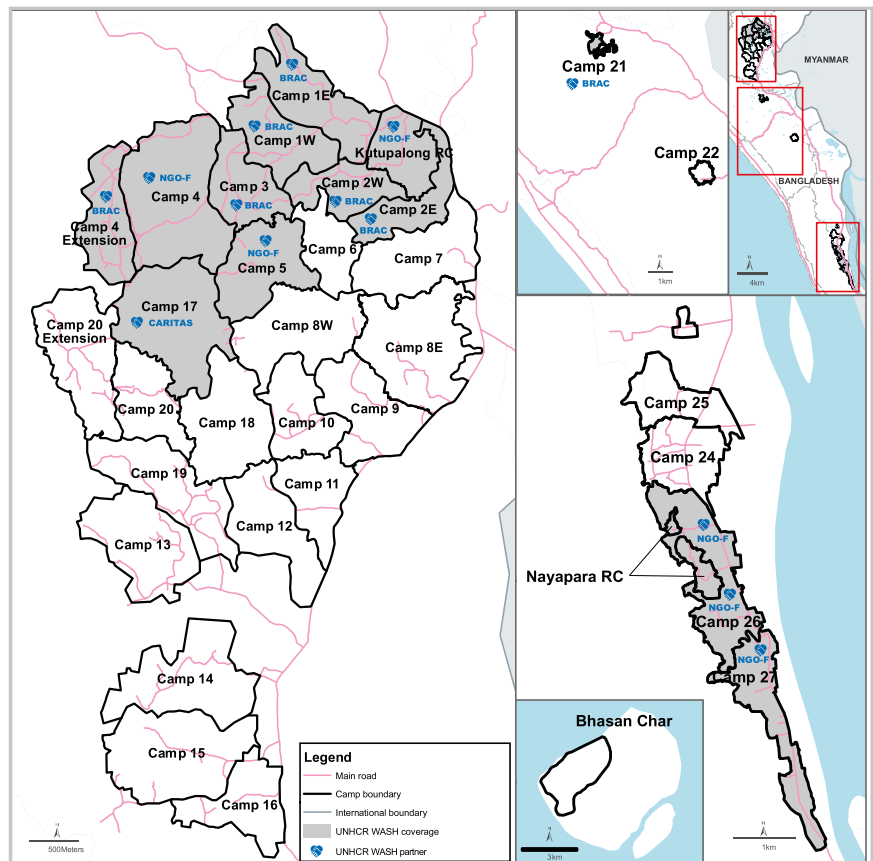 BRAC
Camp 1E
BRAC
Camp 1W
NGO-F
Kutupalong RC
NGO-F
Camp 4
Camp 3
BRAC
Camp 2W
BRAC
Camp 2E
BRAC
BRAC
Camp 4
Extension
NGO-F
Camp 5
Camp 6
Camp 7
Camp 17
CARITAS
Camp 20
Extension
Camp 8W
Camp 8E
Camp 20
Camp 18
Camp 10
Camp 9
Camp 19
Camp 11
Camp 12
Camp 13
Camp 14
Camp 15
Camp 16
N
500Meters
Legend
Main road
Camp boundary
International boundary
UNHCR WASH coverage
UNHCR WASH partner
Camp 21
BRAC
Camp 22
N
1km
MYANMAR
BANGLADESH
N
4km
Camp 25
Camp 24
NGO-F
Nayapara RC
NGO-F
Camp 26
NGO-F
Camp 27
N
1km
Bhasan Char
N
3km